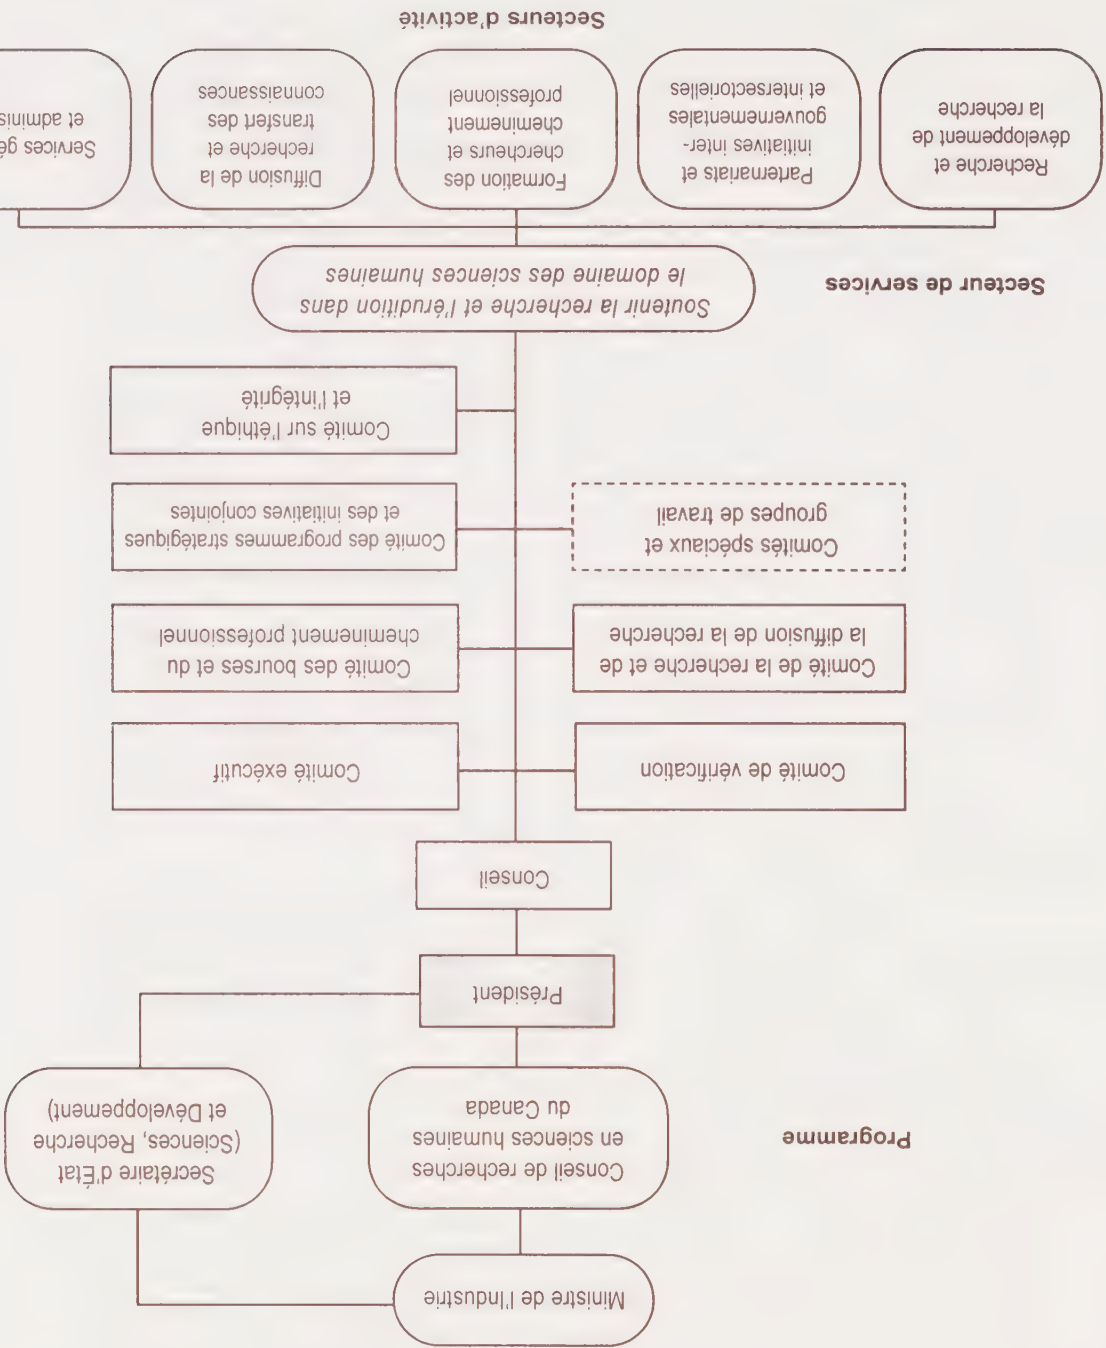 Ministre de l'Industrie
Programme
Conseil de recherches
en sciences humaines
du Canada
Secrétaire d'État
(Sciences, Recherche
et Développement)
Président
Conseil
Comité de vérification
Comité exécutif
Comité de la recherche et de
la diffusion de la recherche
Comité des bourses et du
cheminement professionnel
Comités spéciaux et
groupes de travail
Comité des programmes stratégiques
et des initiatives conjointes
Comité sur l'éthique
et l'intégrité
Secteur de services
Soutenir la recherche et l'érudition dans
le domaine des sciences humaines
Recherche et
développement de
la recherche
Partenariats et
initiatives inter-
gouvernementales
et intersectorielles
Formation des
chercheurs et
cheminement
professionnel
Diffusion de la
recherche et
transfert des
connaissances
Services gé
et adminis
Secteurs d'activité